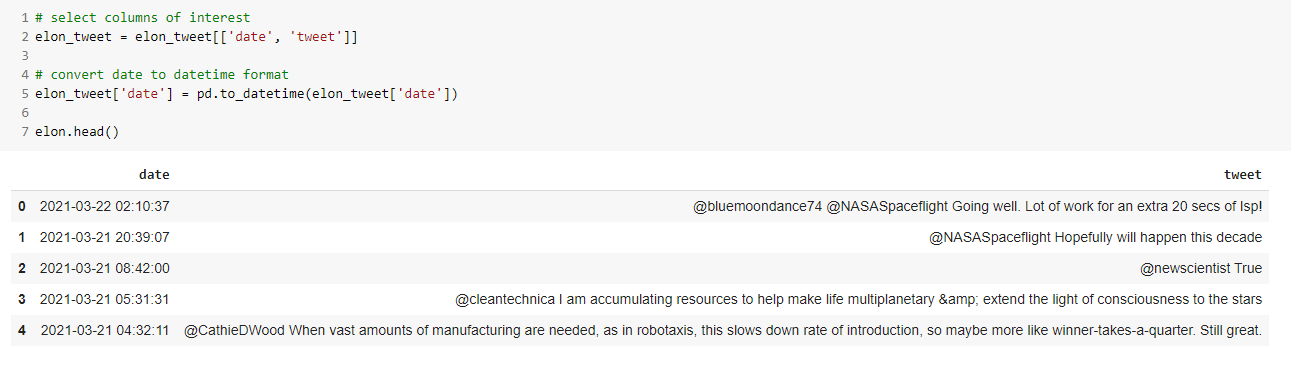 1 # select columns of interest
2 elon_tweet = elon_tweet[['date', 'tweet']]
3
4 # convert date to datetime format
5 elon_tweet['date'] = pd.to_datetime(elon_tweet['date'])
6
7 elon.head()
date tweet
0 2021-03-22 02:10:37 @bluemoondance74 @NASASpaceflight Going well. Lot of work for an extra 20 secs of Isp!
1 2021-03-21 20:39:07 @NASASpaceflight Hopefully will happen this decade
2 2021-03-21 08:42:00 @newscientist True
3 2021-03-21 05:31:31 @cleantechnica I am accumulating resources to help make life multiplanetary &amp; extend the light of consciousness to the stars
4 2021-03-21 04:32:11 @CathieDWood When vast amounts of manufacturing are needed, as in robotaxis, this slows down rate of introduction, so maybe more like winner-takes-a-quarter. Still great.